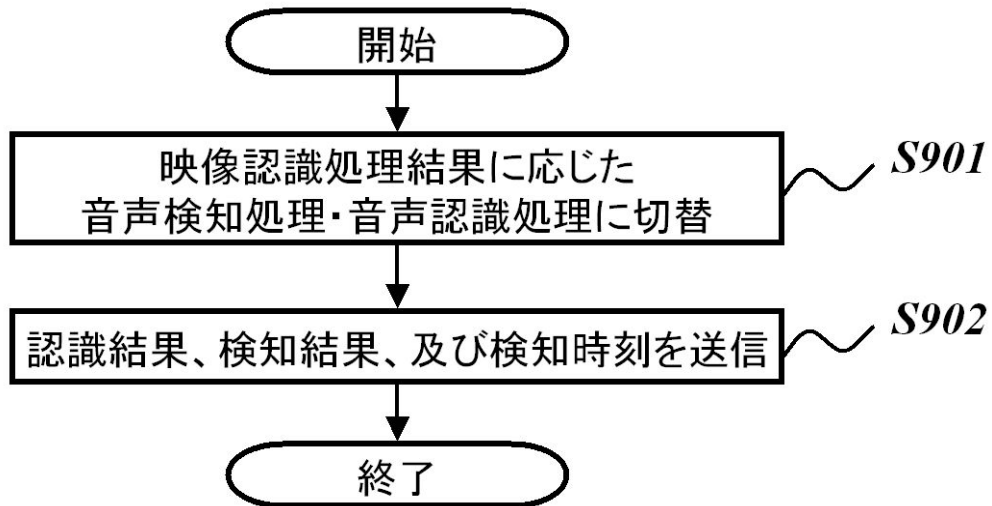 開始
映像認識処理結果に応じた
音声検知処理・音声認識処理に切替
S901
認識結果、検知結果、及び検知時刻を送信
S902
終了